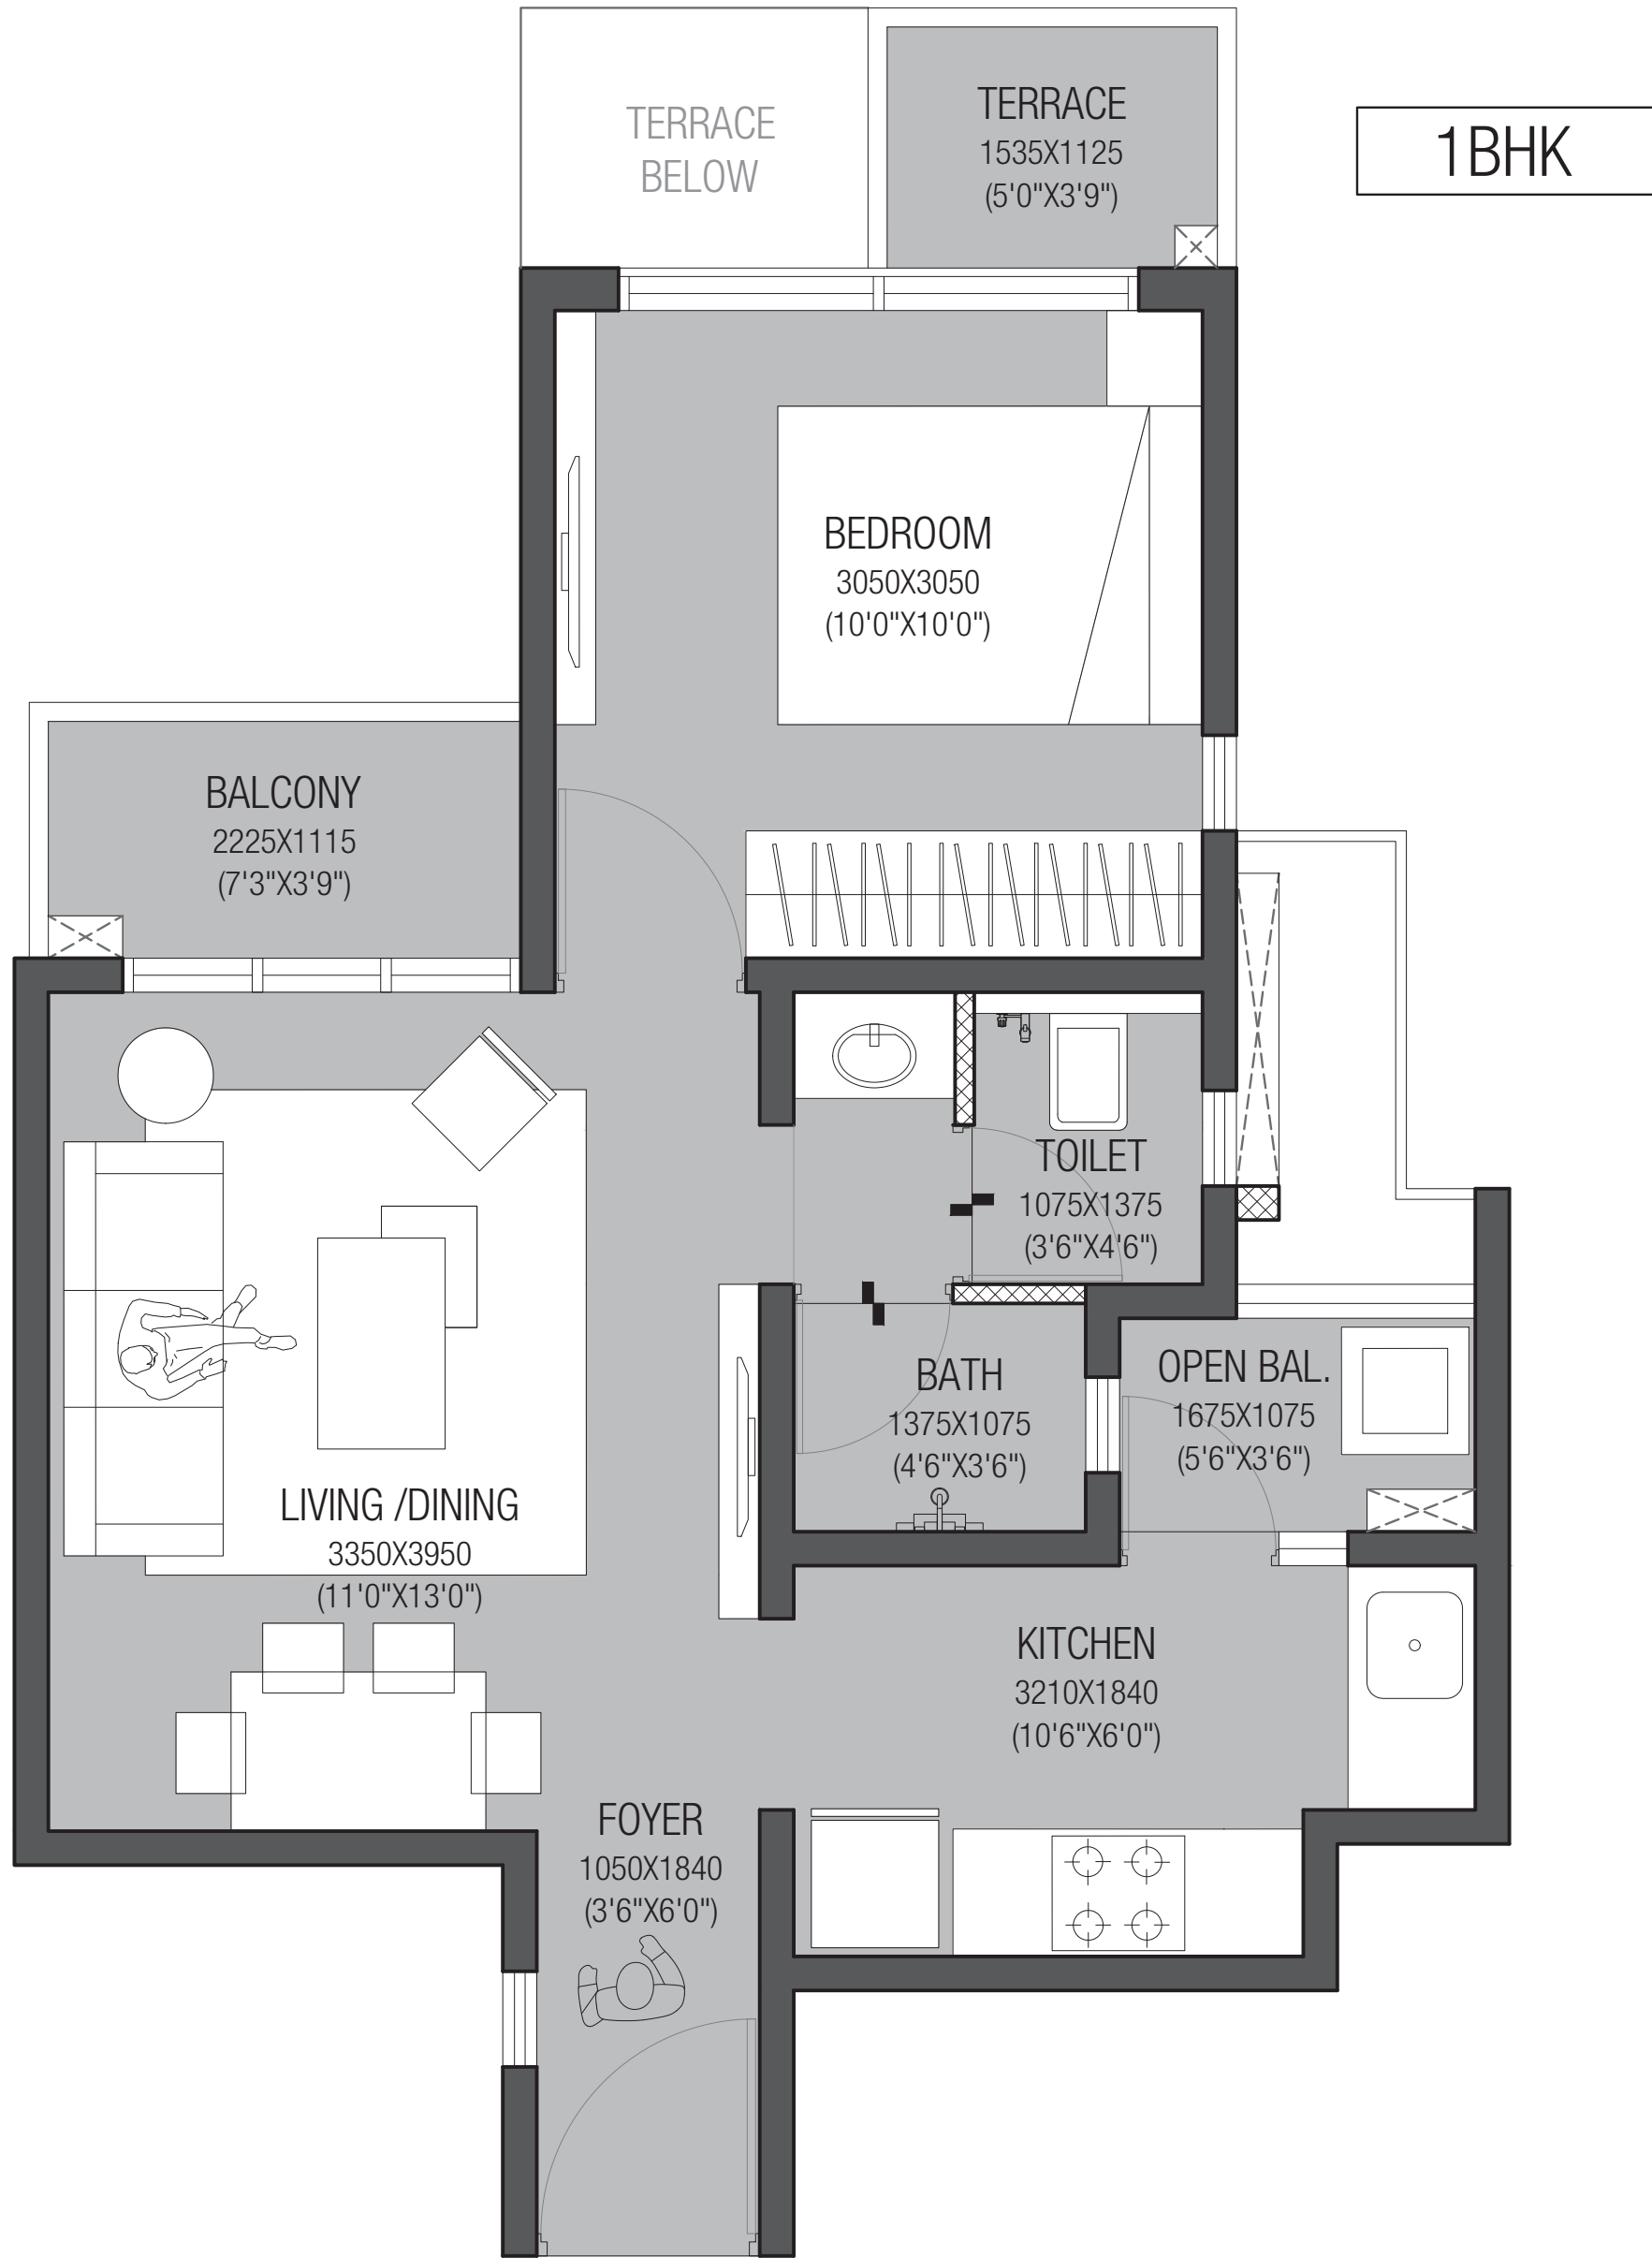 TERRACE
BELOW
TERRACE
1535X1125
(5'0"X3'9")
1BHK
BEDROOM
3050X3050
(10'0"X10'0")
BALCONY
2225X1115
(7'3"X3'9")
TOILET
1075X1375
(3'6"X4'6")
BATH
1375X1075
(4'6"X3'6")
OPEN BAL.
1675X1075
(5'6"X3'6")
LIVING /DINING
3350X3950
(11'0"X13'0")
KITCHEN
3210X1840
(10'6"X6'0")
FOYER
1050X1840
(3'6"X6'0")